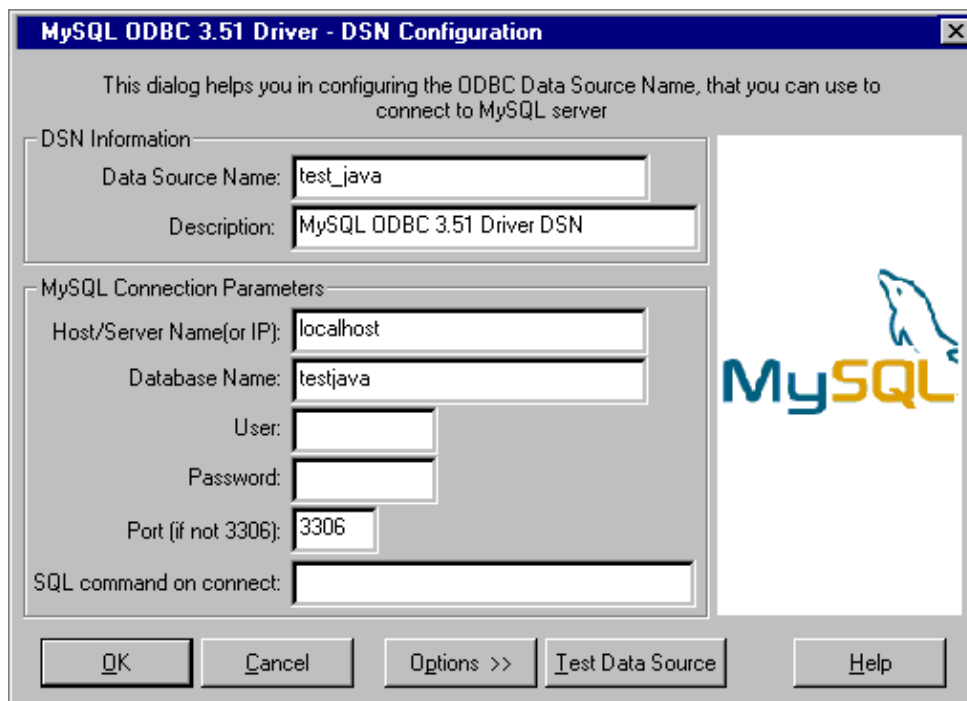 MySQL ODBC 3.51 Driver - DSN Configuration
This dialog helps you in configuring the ODBC Data Source Name, that you can use to
connect to MySQL server
DSN Information
Data Source Name: test_java
Description: MySQL ODBC 3.51 Driver DSN
MySQL Connection Parameters
Host/Server Name(or IP): localhost
Database Name: testjava
User:
Password:
Port (if not 3306): 3306
SQL command on connect:
MySQL
OK Cancel Options >> Test Data Source Help